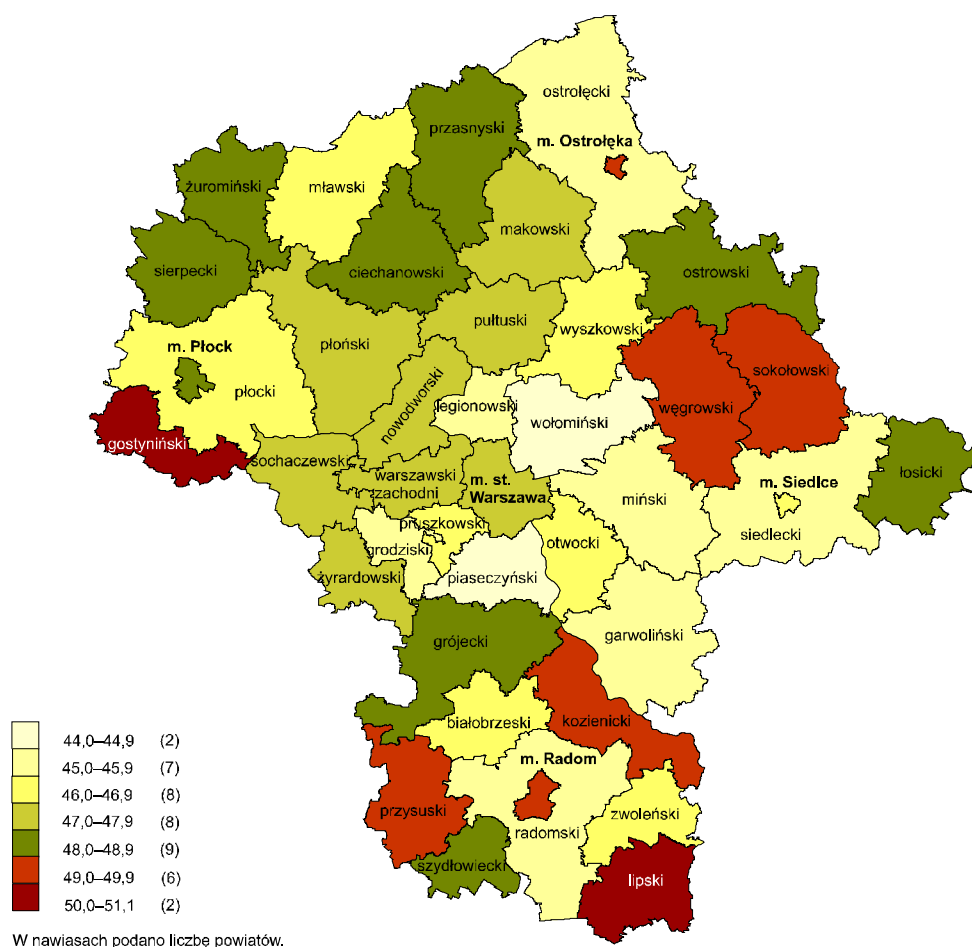 ostrołęcki
przasnyski
m. Ostrołęka
żuromiński
mławski
makowski
sierpecki
ciechanowski
ostrowski
pułtuski
wyszkowski
m. Płock
płoński
sokołowski
płocki
nowodworski
legionowski
wołomiński
węgrowski
gostyniński
sochaczewski
warszawski
zachodni
m. st.
Warszawa
miński
m. Siedlce
łosicki
pruszkowski
grodziski
otwocki
siedlecki
żyrardowski
piaseczyński
grójecki
garwoliński
białobrzeski
kozienicki
m. Radom
przysuski
radomski
zwoleński
szydłowiecki
lipski
44,0–44,9 (2)
45,0–45,9 (7)
46,0–46,9 (8)
47,0–47,9 (8)
48,0–48,9 (9)
49,0–49,9 (6)
50,0–51,1 (2)
W nawiasach podano liczbę powiatów.